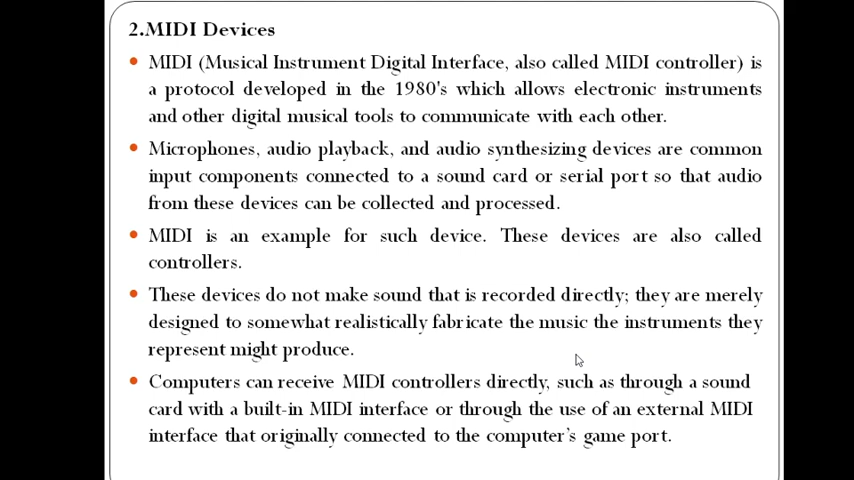 2.MIDI Devices
• MIDI (Musical Instrument Digital Interface, also called MIDI controller) is
a protocol developed in the 1980's which allows electronic instruments
and other digital musical tools to communicate with each other.
• Microphones, audio playback, and audio synthesizing devices are common
input components connected to a sound card or serial port so that audio
from these devices can be collected and processed.
• MIDI is an example for such device. These devices are also called
controllers.
• These devices do not make sound that is recorded directly; they are merely
designed to somewhat realistically fabricate the music the instruments they
represent might produce.
• Computers can receive MIDI controllers directly, such as through a sound
card with a built-in MIDI interface or through the use of an external MIDI
interface that originally connected to the computer's game port.